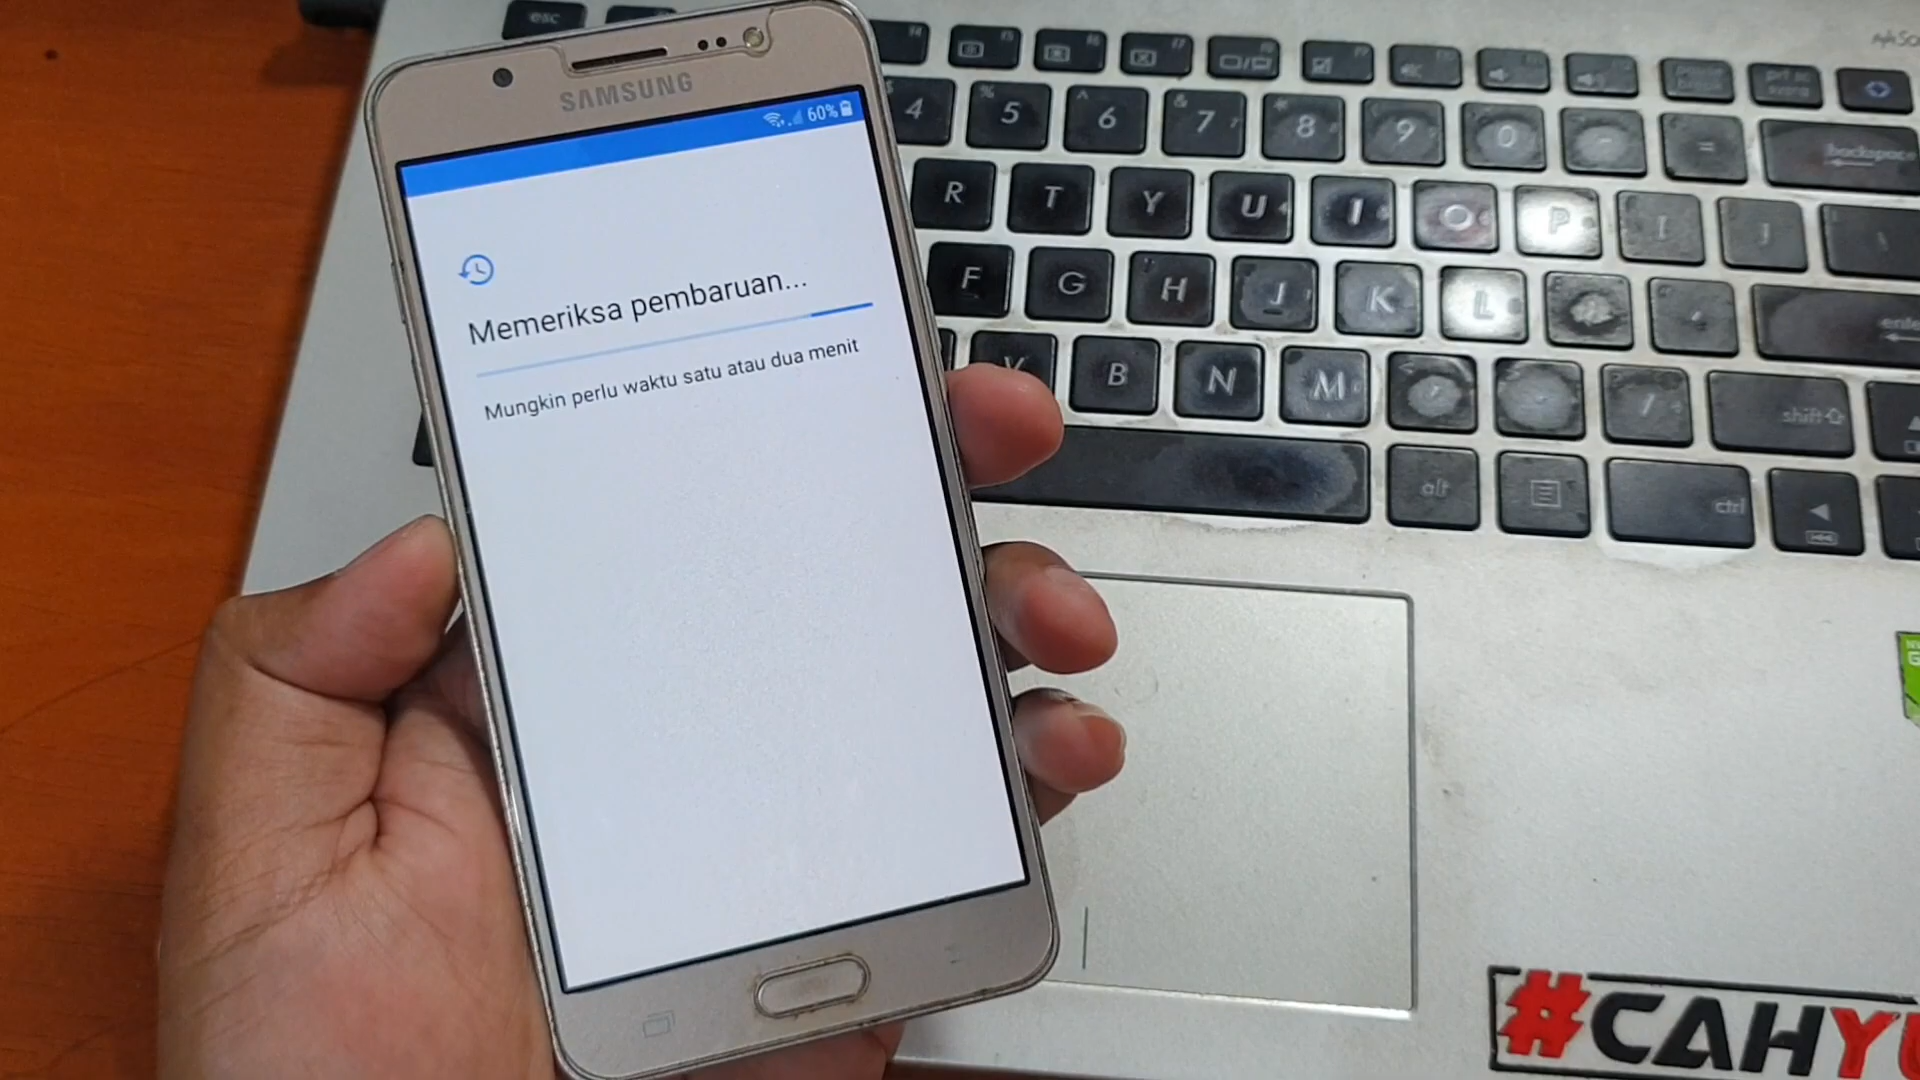 SAMSUNG
60%
Memeriksa pembaruan...
Mungkin perlu waktu satu atau dua menit
esc
4 5 6 7 8 9 0 - =
backspace
R T Y U I O P
F G H J K L
V B N M
shift
alt
ctrl
#CAHYU